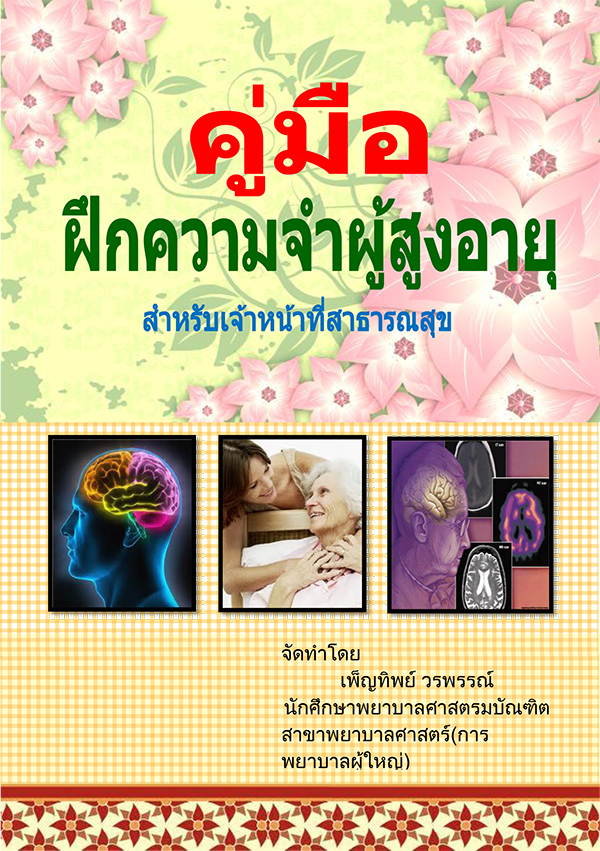 คู่มือ
ฝึกความจำผู้สูงอายุ
สำหรับเจ้าหน้าที่สาธารณสุข
จัดทำโดย
เพ็ญทิพย์ วรพรรณ์
นักศึกษาพยาบาลศาสตรมบัณฑิต
สาขาพยาบาลศาสตร์(การ
พยาบาลผู้ใหญ่)